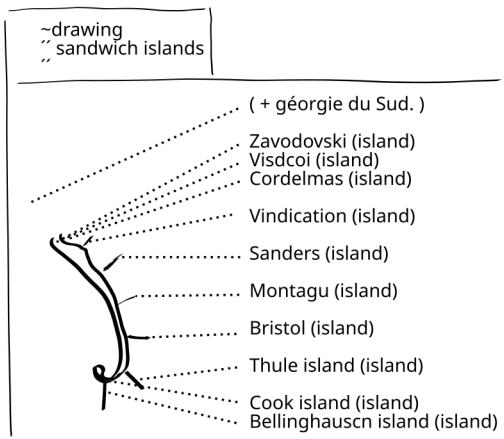 ~drawing
˝ sandwich islands
˝
( + géorgie du Sud. )
Zavodovski (island)
Visdcoi (island)
Cordelmas (island)
Vindication (island)
Sanders (island)
Montagu (island)
Bristol (island)
Thule island (island)
Cook island (island)
Bellinghauscn island (island)